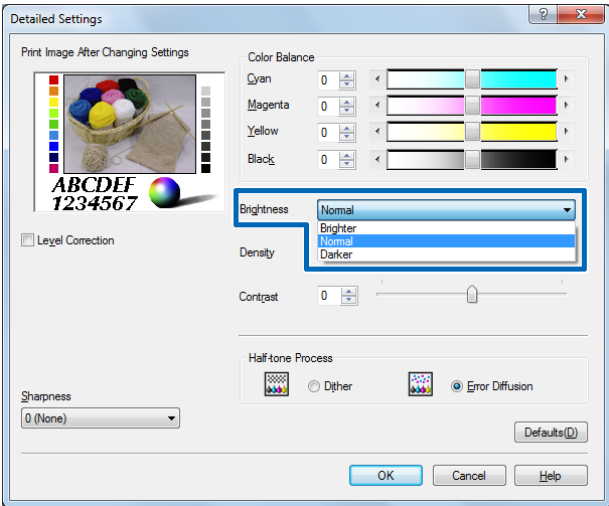 Detailed Settings
Print Image After Changing Settings
ABCDEF
1234567
Level Correction
Sharpness
0 (None)
Color Balance
Cyan 0
Magenta 0
Yellow 0
Black 0
Brightness Normal
Brighter
Normal
Darker
Density
Contrast 0
Half-tone Process
Dither Error Diffusion
Defaults(D)
OK Cancel Help